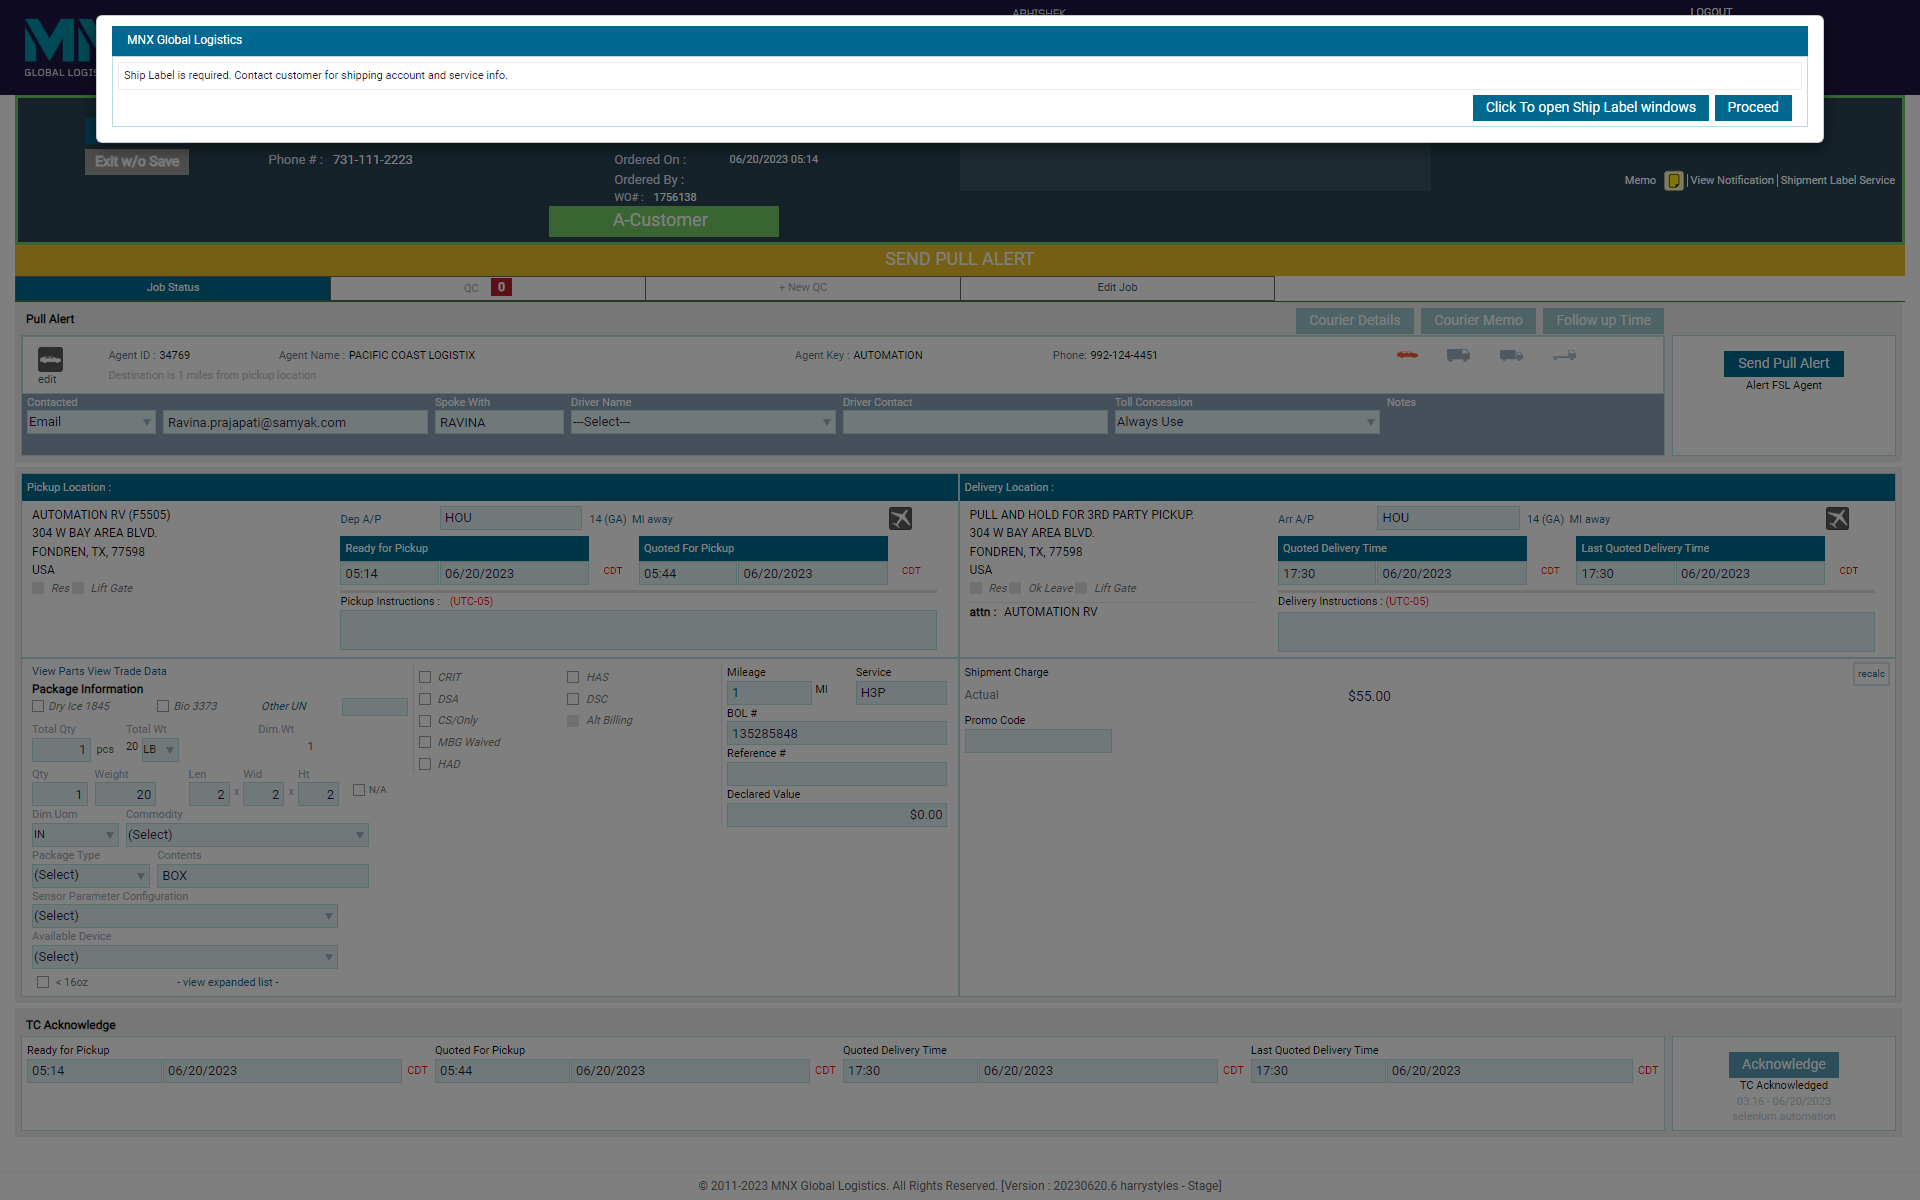 ABHISHEK
LOGOUT
MNX Global Logistics
Ship Label is required. Contact customer for shipping account and service info.
Click To open Ship Label windows Proceed
GLOBAL
Exit w/o Save
Phone # : 731-111-2223
Ordered On : 06/20/2023 05:14
Ordered By :
WO# : 1756138
A-Customer
Memo | View Notification | Shipment Label Service
SEND PULL ALERT
Job Status QC 0 + New QC Edit Job
Pull Alert
Courier Details Courier Memo Follow up Time
edit
Agent ID : 34769 Agent Name : PACIFIC COAST LOGISTIX Agent Key : AUTOMATION Phone: 992-124-4451
Destination is 1 miles from pickup location
Send Pull Alert
Alert FSL Agent
Contacted Spoke With Driver Name Driver Contact Toll Concession Notes
Email Ravina.prajapati@samyak.com RAVINA ---Select--- Always Use
Pickup Location :
AUTOMATION RV (F5505)
304 W BAY AREA BLVD.
FONDREN, TX, 77598
USA
Res Lift Gate
Dep A/P HOU 14 (GA) MI away
Ready for Pickup Quoted For Pickup
05:14 06/20/2023 CDT 05:44 06/20/2023 CDT
Pickup Instructions : (UTC-05)
Delivery Location :
PULL AND HOLD FOR 3RD PARTY PICKUP.
304 W BAY AREA BLVD.
FONDREN, TX, 77598
USA
Res Ok Leave Lift Gate
attn : AUTOMATION RV
Arr A/P HOU 14 (GA) MI away
Quoted Delivery Time Last Quoted Delivery Time
17:30 06/20/2023 CDT 17:30 06/20/2023 CDT
Delivery Instructions : (UTC-05)
View Parts View Trade Data
Package Information
Dry Ice 1845 Bio 3373 Other UN
Total Qty Total Wt Dim.Wt
1 pcs 20 LB 1
Qty Weight Len Wid Ht
1 20 2 x 2 x 2 N/A
Dim.Uom Commodity
IN (Select)
Package Type Contents
(Select) BOX
Sensor Parameter Configuration
(Select)
Available Device
(Select)
< 16oz - view expanded list -
CRIT HAS
DSA DSC
CS/Only Alt Billing
MBG Waived
HAD
Mileage Service
1 MI H3P
BOL #
135285848
Reference #
Declared Value
$0.00
Shipment Charge
recalc
Actual $55.00
Promo Code
TC Acknowledge
Ready for Pickup Quoted For Pickup Quoted Delivery Time Last Quoted Delivery Time
05:14 06/20/2023 CDT 05:44 06/20/2023 CDT 17:30 06/20/2023 CDT 17:30 06/20/2023 CDT
Acknowledge
TC Acknowledged
03:16 - 06/20/2023
selenium.automation
© 2011-2023 MNX Global Logistics. All Rights Reserved. [Version : 20230620.6 harrystyles - Stage]